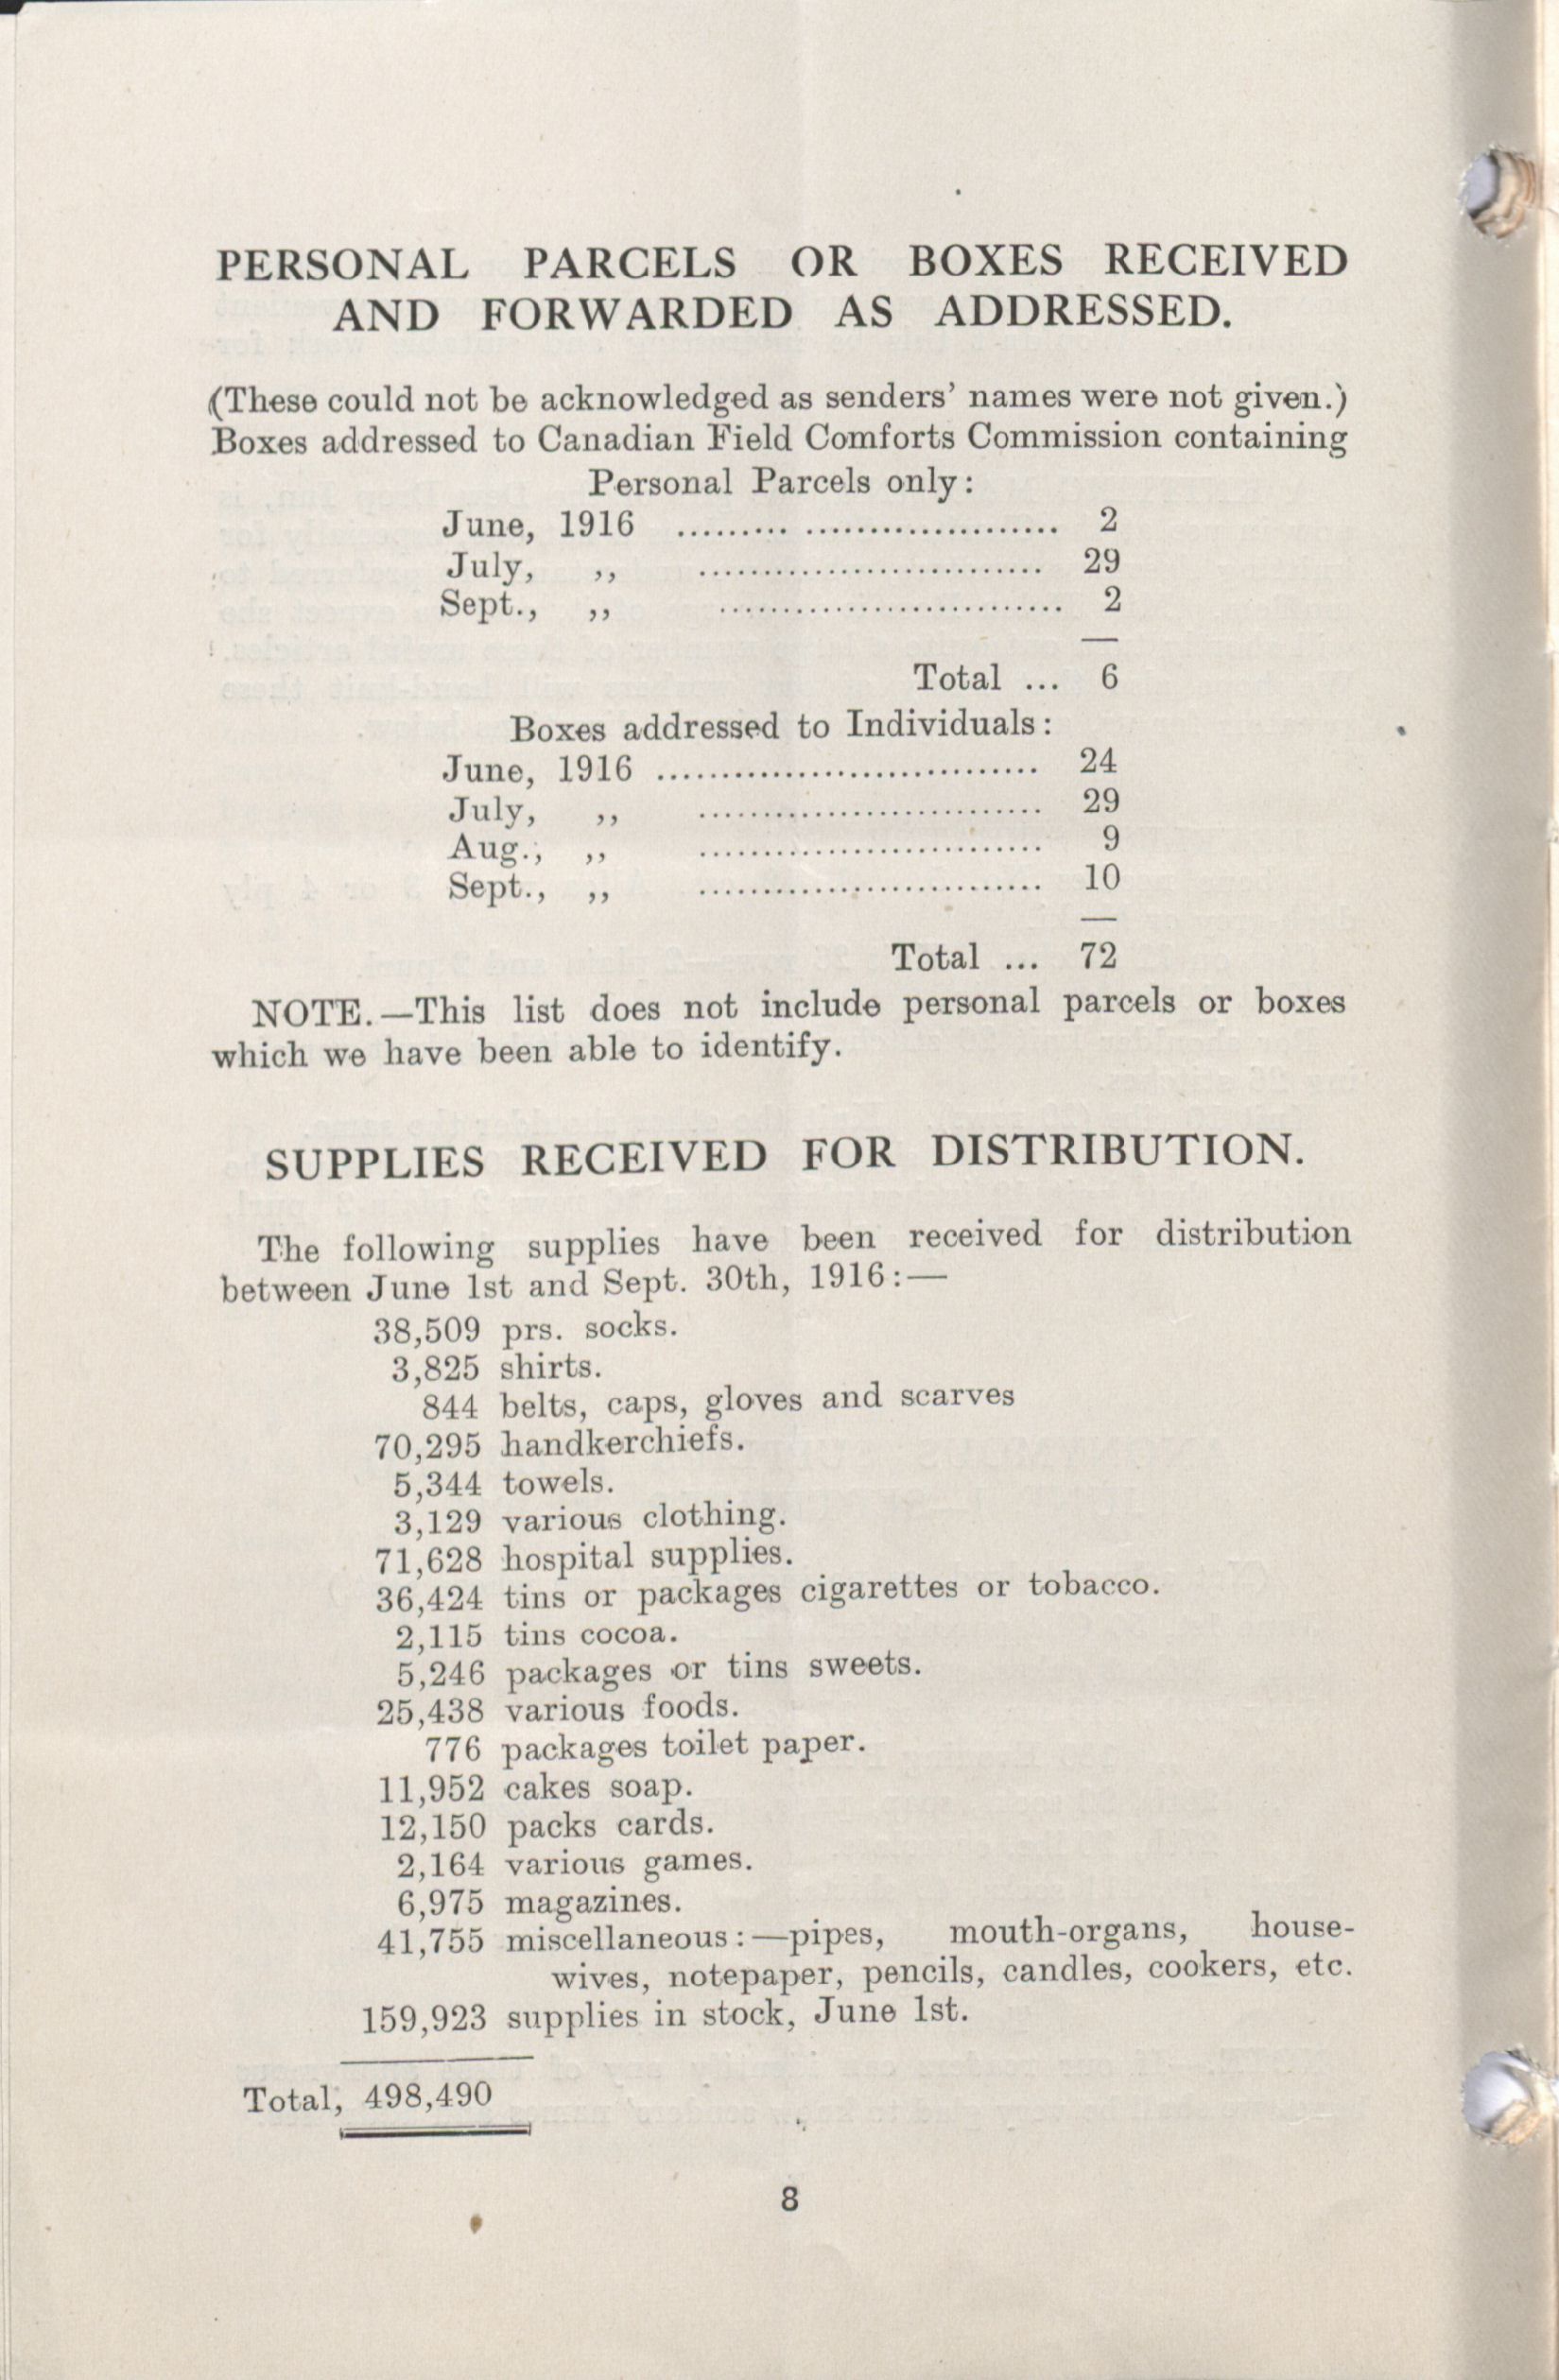 PERSONAL PARCELS OR BOXES RECEIVED
AND FORWARDED AS ADDRESSED.
(These could not be acknowledged as senders' names were not given.)
Boxes addressed to Canadian Field Comforts Commission containing
Personal Parcels only:
June, 1916 ......... .................... 2
July, ,, ........................... 29
Sept., ,, ........................... 2
Total ... 6
Boxes addressed to Individuals:
June, 1916 .............................. 24
July, ,, ........................... 29
Aug., ,, ........................... 9
Sept., ,, ........................... 10
Total ... 72
NOTE.—This list does not include personal parcels or boxes
which we have been able to identify.
SUPPLIES RECEIVED FOR DISTRIBUTION.
The following supplies have been received for distribution
between June 1st and Sept. 30th, 1916:—
38,509 prs. socks.
3,825 shirts.
844 belts, caps, gloves and scarves
70,295 handkerchiefs.
5,344 towels.
3,129 various clothing.
71,628 hospital supplies.
36,424 tins or packages cigarettes or tobacco.
2,115 tins cocoa.
5,246 packages or tins sweets.
25,438 various foods.
776 packages toilet paper.
11,952 cakes soap.
12,150 packs cards.
2,164 various games.
6,975 magazines.
41,755 miscellaneous:—pipes, mouth-organs, house-
wives, notepaper, pencils, candles, cookers, etc.
159,923 supplies in stock, June 1st.
Total, 498,490
8